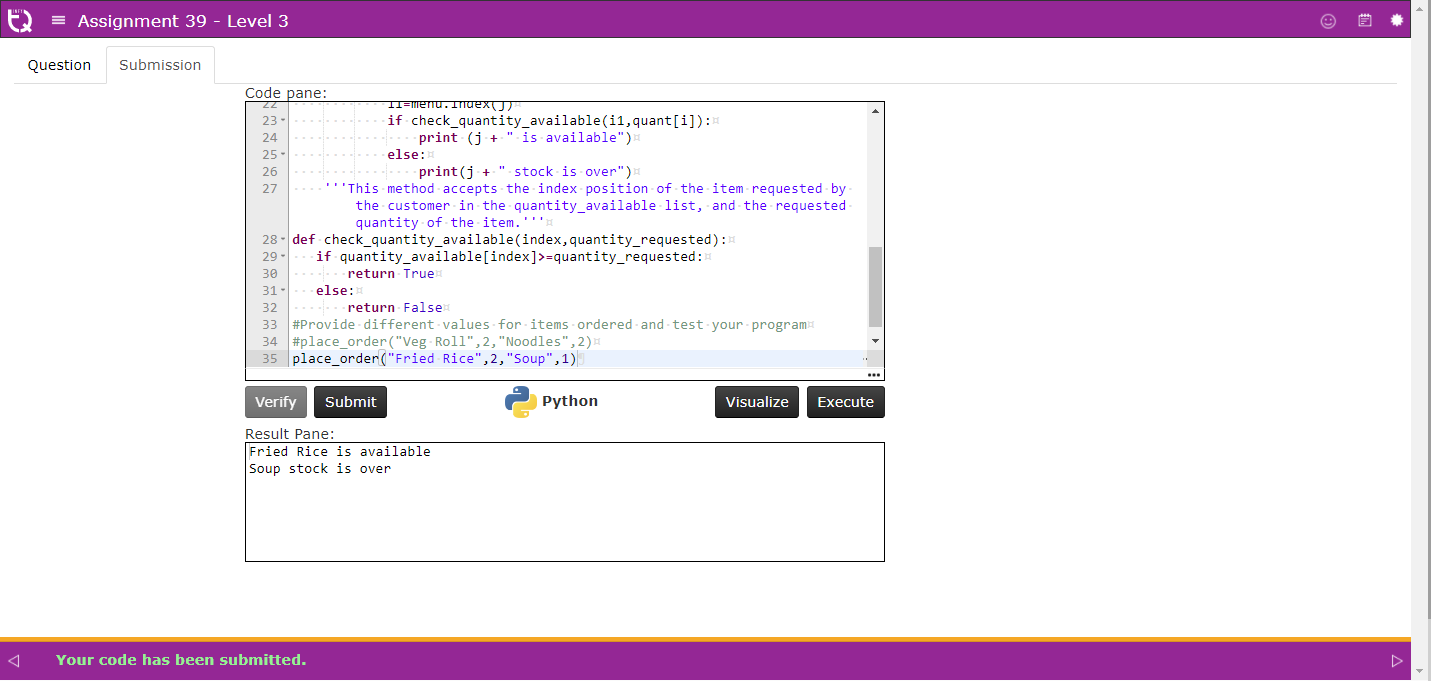 Assignment 39 - Level 3
Question Submission
Code pane:
22 i1=menu.index(j)
23 if check_quantity_available(i1,quant[i]):
24 print (j + " is available")
25 else:
26 print(j + " stock is over")
27 '''This method accepts the index position of the item requested by
the customer in the quantity_available list, and the requested
quantity of the item.'''
28 def check_quantity_available(index,quantity_requested):
29 if quantity_available[index]>=quantity_requested:
30 return True
31 else:
32 return False
33 #Provide different values for items ordered and test your program
34 #place_order("Veg Roll",2,"Noodles",2)
35 place_order("Fried Rice",2,"Soup",1)
Verify Submit Python Visualize Execute
Result Pane:
Fried Rice is available
Soup stock is over
Your code has been submitted.